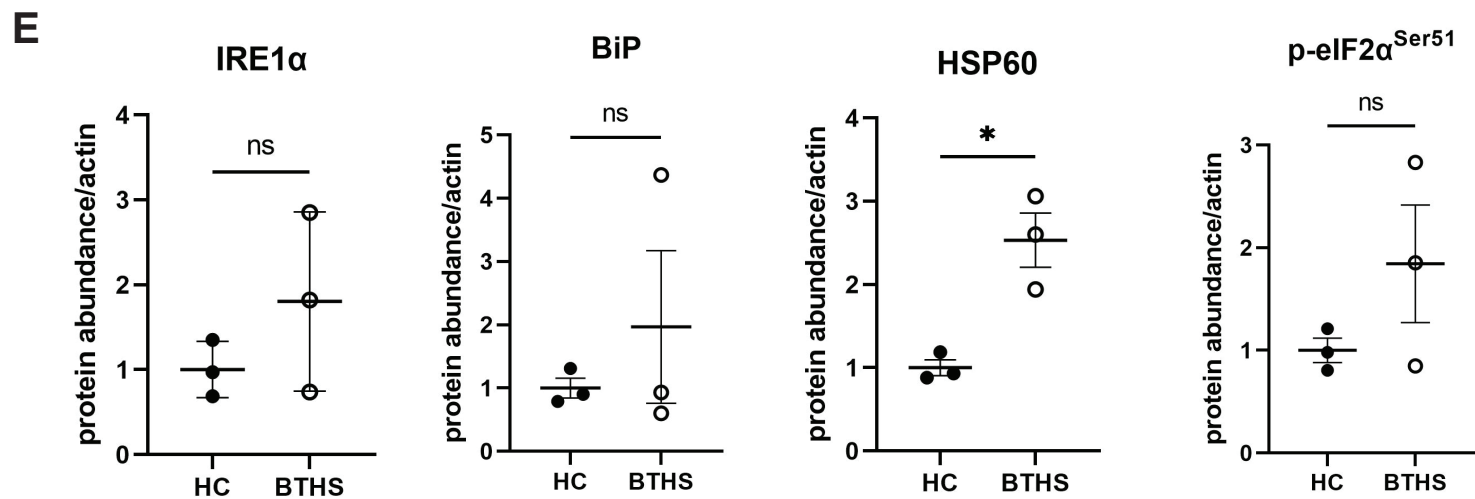 E
IRE1α
protein abundance/actin
4
3
2
1
0
ns
HC BTHS
BiP
protein abundance/actin
5
4
3
2
1
0
ns
HC BTHS
HSP60
protein abundance/actin
4
3
2
1
0
*
HC BTHS
p-eIF2α^Ser51
protein abundance/actin
3
2
1
0
ns
HC BTHS